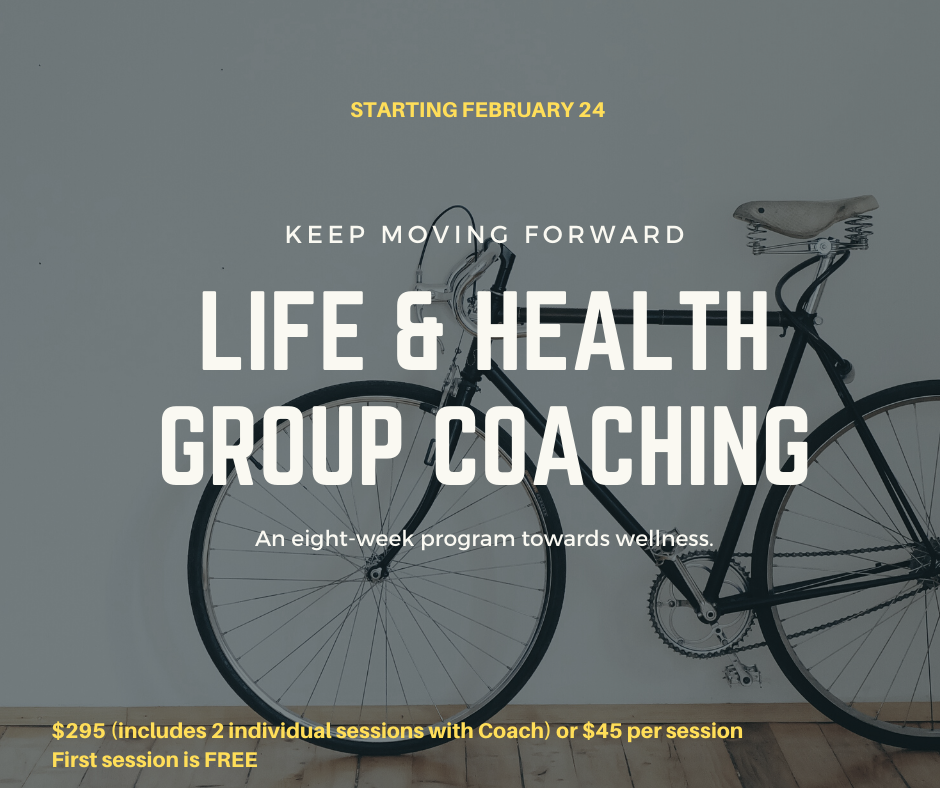 STARTING FEBRUARY 24
KEEP MOVING FORWARD
LIFE & HEALTH
GROUP COACHING
An eight-week program towards wellness.
$295 (includes 2 individual sessions with Coach) or $45 per session
First session is FREE